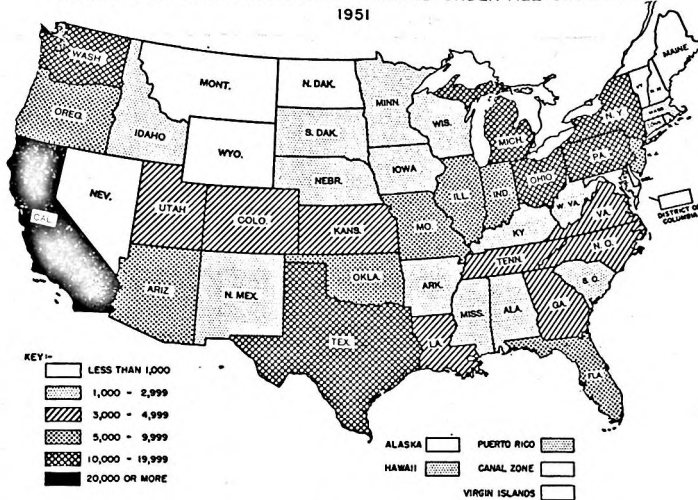 1951
WASH.
OREG.
CAL.
IDAHO
NEV.
MONT.
WYO.
UTAH
COLO.
ARIZ.
N. MEX.
N. DAK.
S. DAK.
NEBR.
KANS.
OKLA.
TEX.
MINN.
IOWA
MO.
ARK.
LA.
WIS.
ILL.
MICH.
IND.
OHIO
KY.
TENN.
MISS.
ALA.
GA.
FLA.
S. C.
N. C.
VA.
W. VA.
PA.
N. Y.
MAINE
DISTRICT OF
COLUMBIA
KEY:-
LESS THAN 1,000
1,000 - 2,999
3,000 - 4,999
5,000 - 9,999
10,000 - 19,999
20,000 OR MORE
ALASKA
HAWAII
PUERTO RICO
CANAL ZONE
VIRGIN ISLANDS